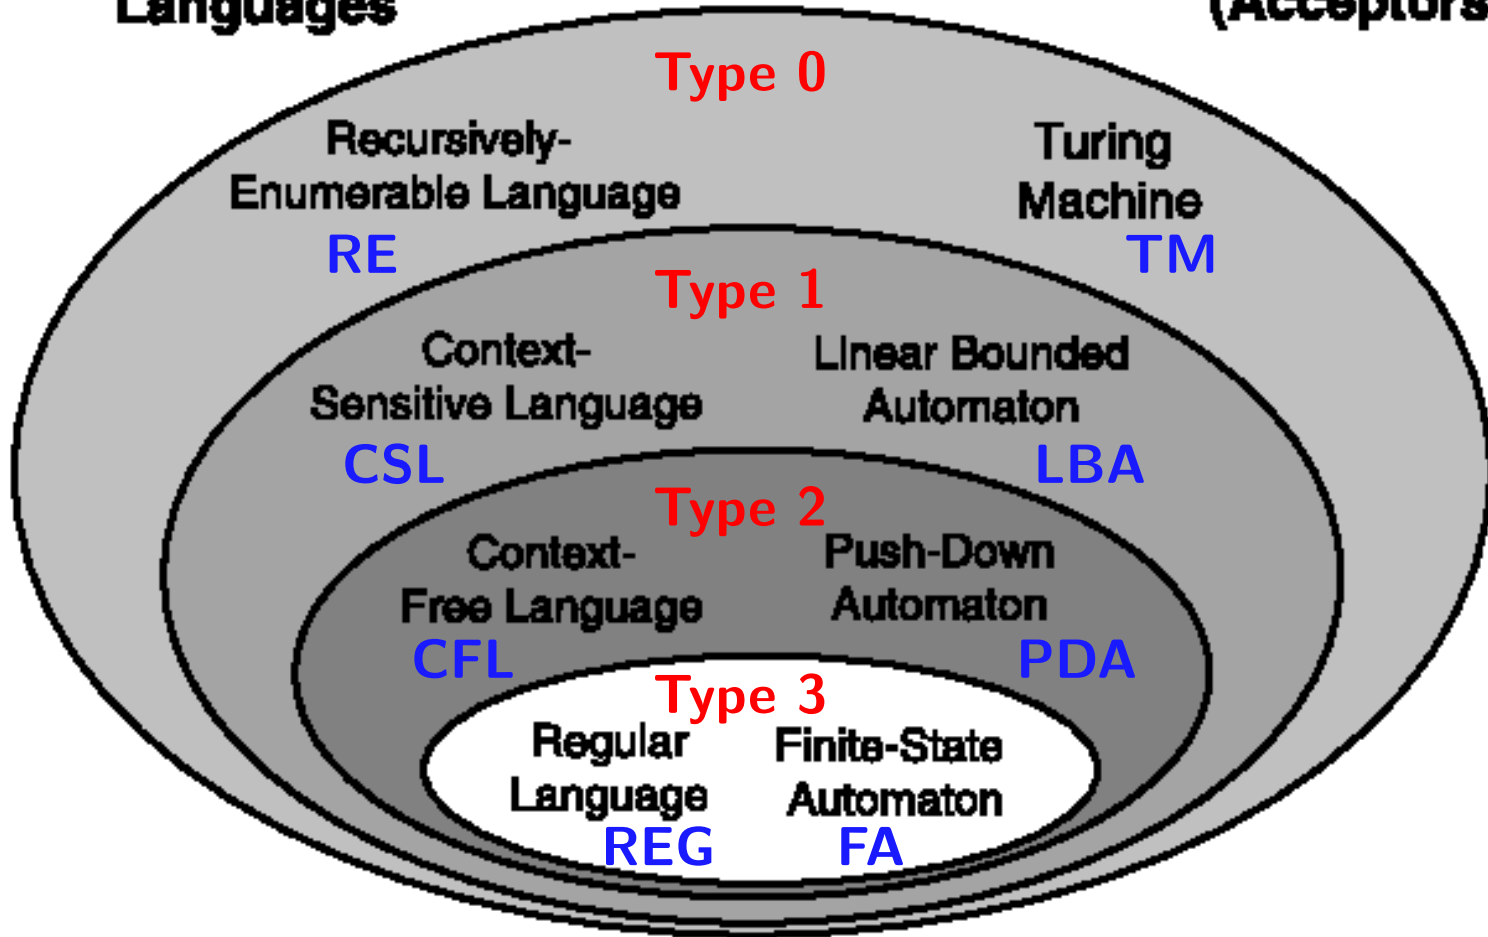 Languages
(Acceptors
Type 0
Recursively-
Enumerable Language
RE
Turing
Machine
TM
Type 1
Context-
Sensitive Language
CSL
Linear Bounded
Automaton
LBA
Type 2
Context-
Free Language
CFL
Push-Down
Automaton
PDA
Type 3
Regular
Language
REG
Finite-State
Automaton
FA